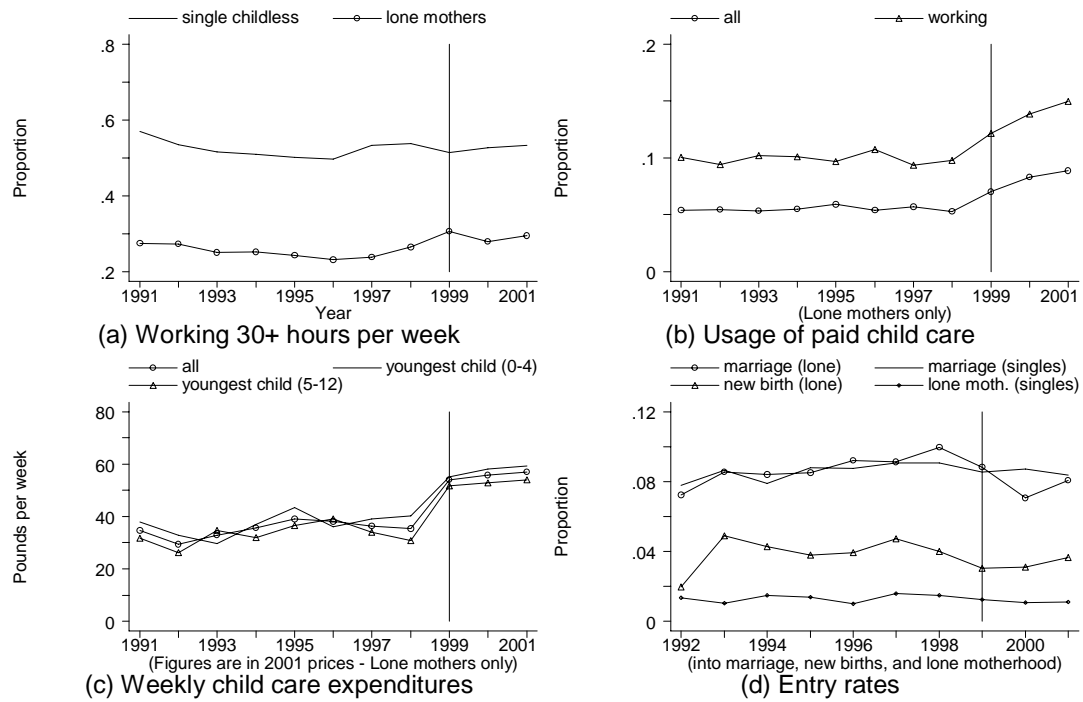 single childless
lone mothers
Proportion
.8
.6
.4
.2
1991 1993 1995 1997 1999 2001
Year
(a) Working 30+ hours per week
all
working
Proportion
.2
.1
0
1991 1993 1995 1997 1999 2001
(Lone mothers only)
(b) Usage of paid child care
all
youngest child (0-4)
youngest child (5-12)
Pounds per week
80
60
40
20
0
1991 1993 1995 1997 1999 2001
(Figures are in 2001 prices - Lone mothers only)
(c) Weekly child care expenditures
marriage (lone)
marriage (singles)
new birth (lone)
lone moth. (singles)
Proportion
.12
0.08
0.04
0
1992 1994 1996 1998 2000
(into marriage, new births, and lone motherhood)
(d) Entry rates